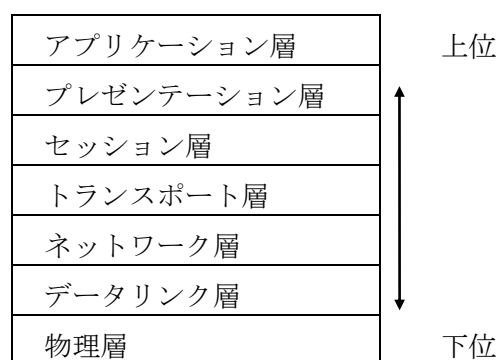 アプリケーション層 上位
プレゼンテーション層
セッション層
トランスポート層
ネットワーク層
データリンク層
物理層 下位